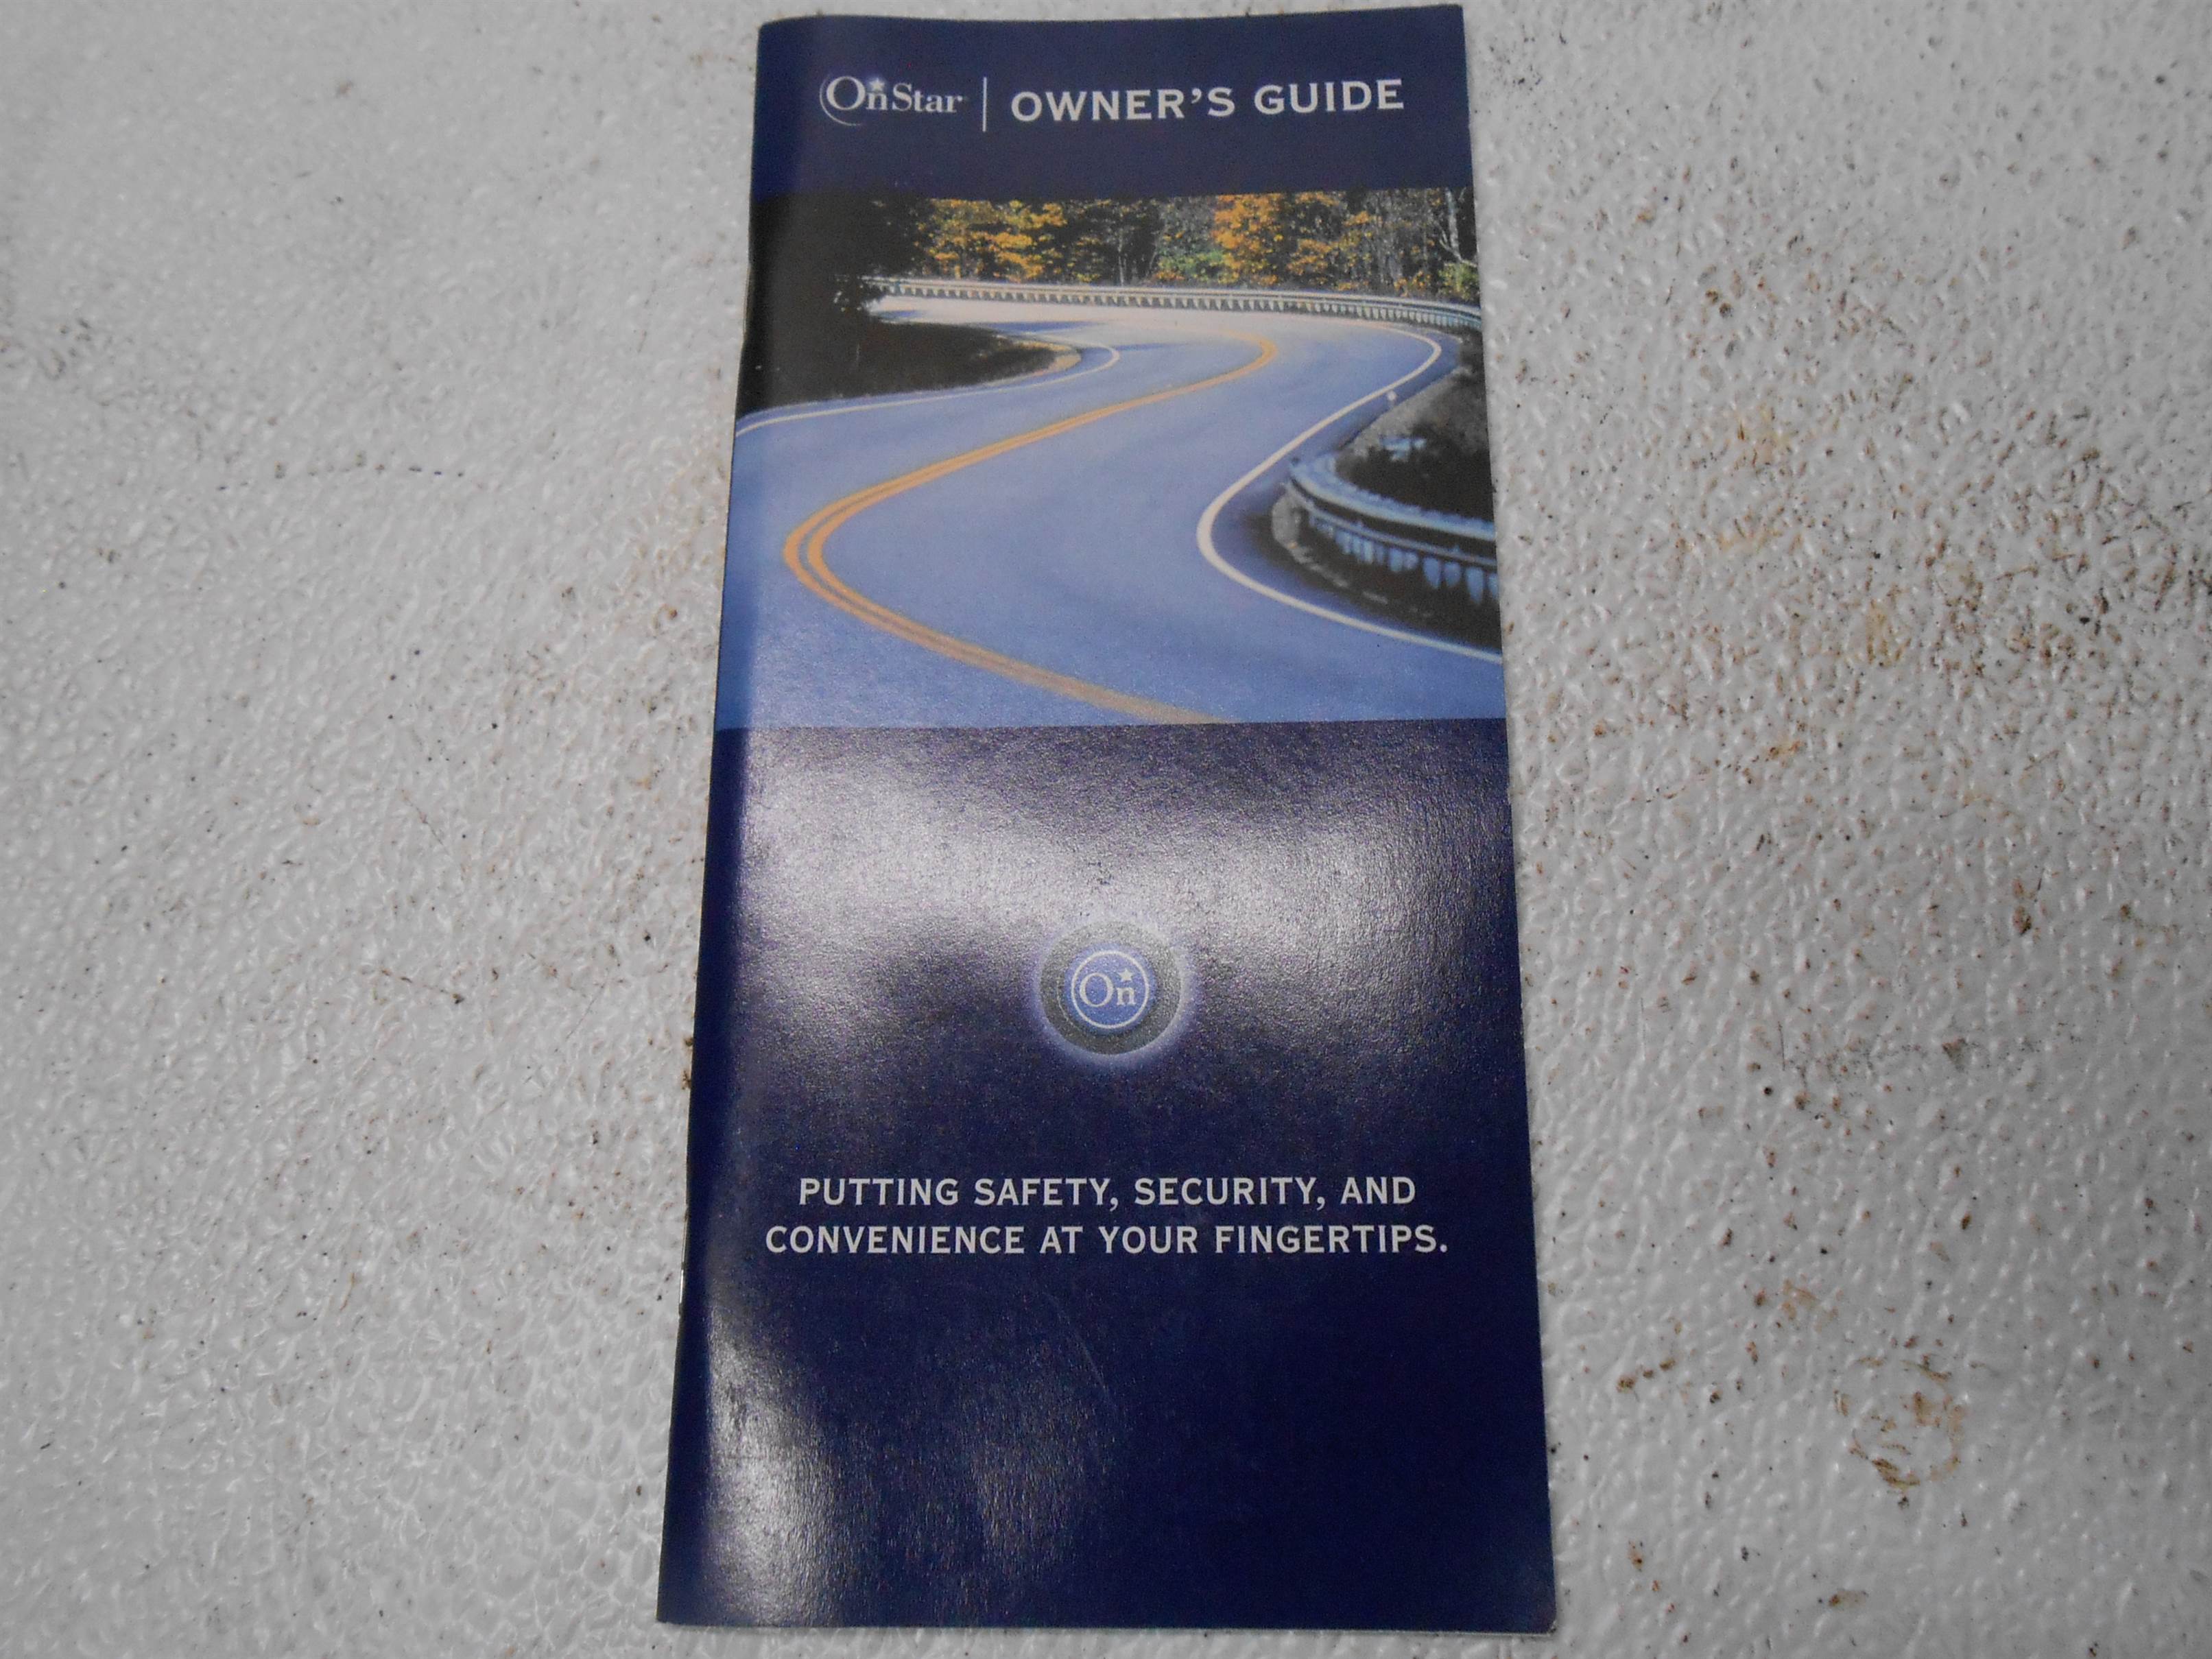 OnStar | OWNER'S GUIDE
On
PUTTING SAFETY, SECURITY, AND
CONVENIENCE AT YOUR FINGERTIPS.